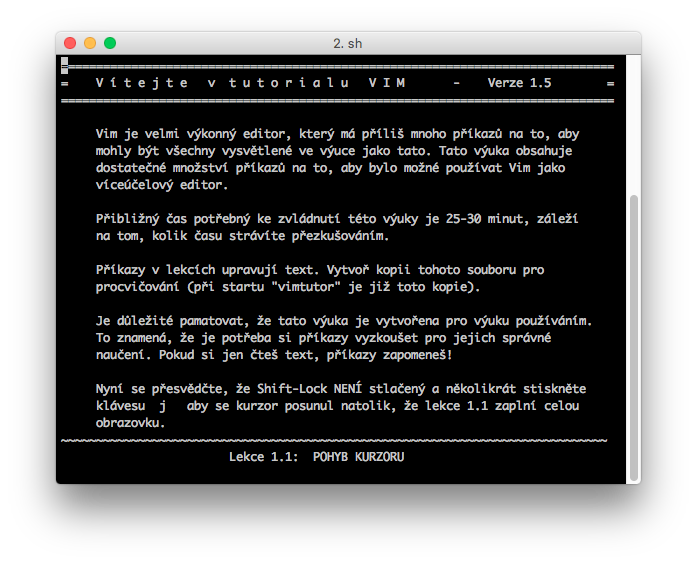 2. sh
===============================================================================
=    V í t e j t e   v  t u t o r i a l u   V I M       -    Verze 1.5        =
===============================================================================
Vim je velmi výkonný editor, který má příliš mnoho příkazů na to, aby
mohly být všechny vysvětlené ve výuce jako tato. Tato výuka obsahuje
dostatečné množství příkazů na to, aby bylo možné používat Vim jako
víceúčelový editor.
Přibližný čas potřebný ke zvládnutí této výuky je 25-30 minut, záleží
na tom, kolik času strávíte přezkušováním.
Příkazy v lekcích upravují text. Vytvoř kopii tohoto souboru pro
procvičování (při startu "vimtutor" je již toto kopie).
Je důležité pamatovat, že tato výuka je vytvořena pro výuku používáním.
To znamená, že je potřeba si příkazy vyzkoušet pro jejich správné
naučení. Pokud si jen čteš text, příkazy zapomeneš!
Nyní se přesvědčte, že Shift-Lock NENÍ stlačený a několikrát stiskněte
klávesu  j   aby se kurzor posunul natolik, že lekce 1.1 zaplní celou
obrazovku.
~~~~~~~~~~~~~~~~~~~~~~~~~~~~~~~~~~~~~~~~~~~~~~~~~~~~~~~~~~~~~~~~~~~~~~~~~~~~~~
Lekce 1.1:  POHYB KURZORU